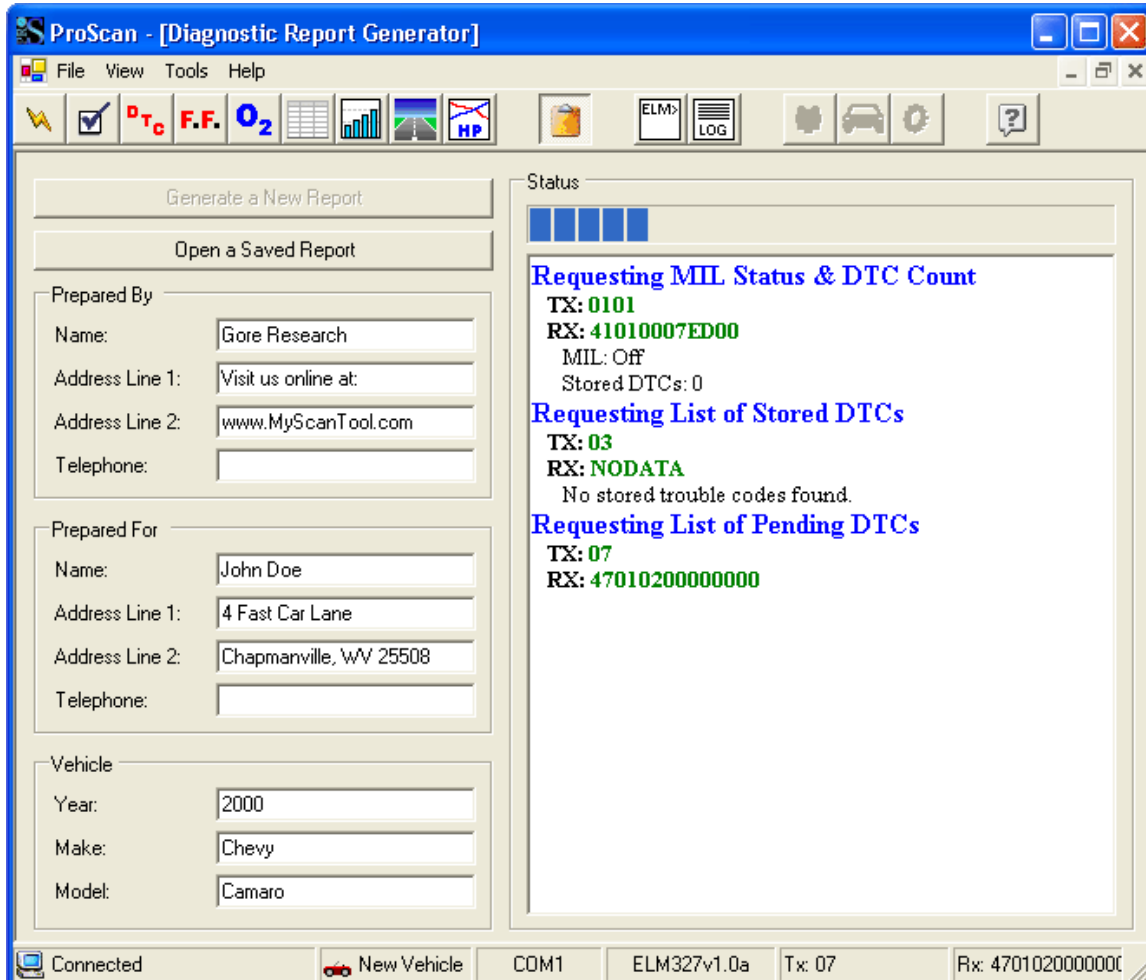 ProScan - [Diagnostic Report Generator]
File View Tools Help
DTC F.F. O2 HP ELM> LOG ?
Generate a New Report
Open a Saved Report
Prepared By
Name: Gore Research
Address Line 1: Visit us online at:
Address Line 2: www.MyScanTool.com
Telephone:
Prepared For
Name: John Doe
Address Line 1: 4 Fast Car Lane
Address Line 2: Chapmanville, WV 25508
Telephone:
Vehicle
Year: 2000
Make: Chevy
Model: Camaro
Status
Requesting MIL Status & DTC Count
TX: 0101
RX: 41010007ED00
MIL: Off
Stored DTCs: 0
Requesting List of Stored DTCs
TX: 03
RX: NODATA
No stored trouble codes found.
Requesting List of Pending DTCs
TX: 07
RX: 47010200000000
Connected New Vehicle COM1 ELM327v1.0a Tx: 07 Rx: 4701020000000